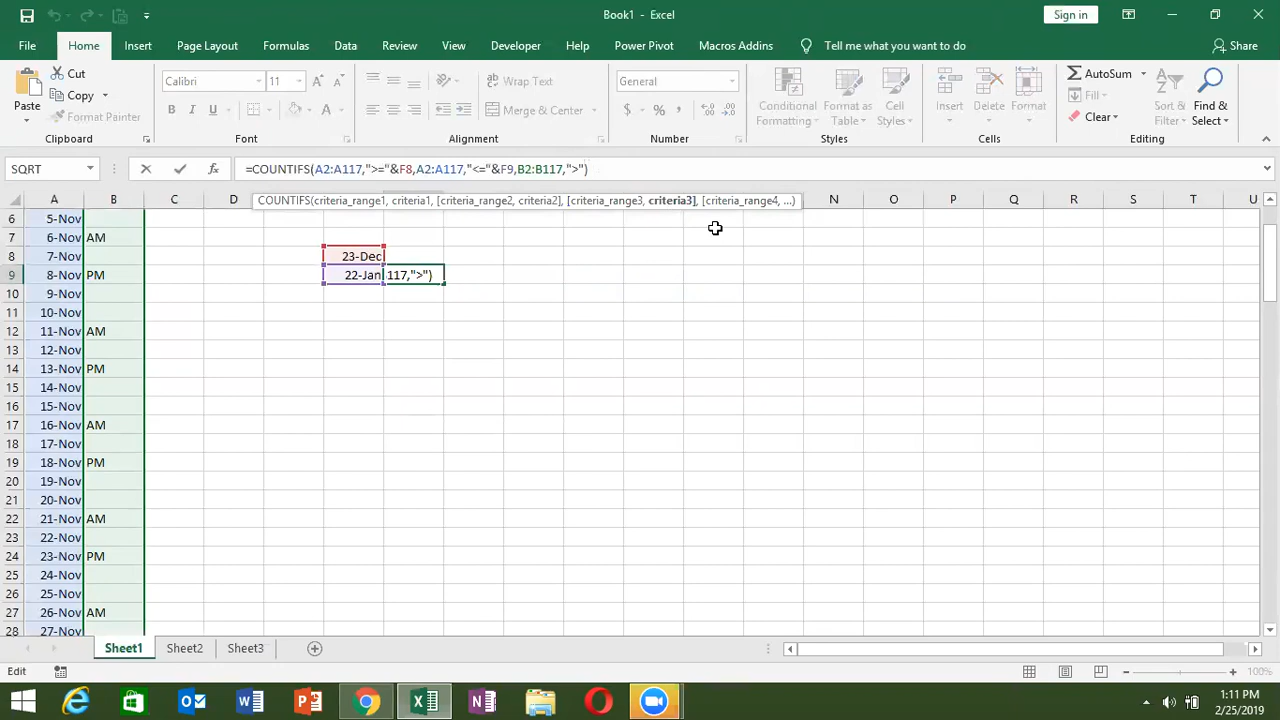 Book1 - Excel
Sign in
File Home Insert Page Layout Formulas Data Review View Developer Help Power Pivot Macros Addins Tell me what you want to do Share
Paste
Cut
Copy
Format Painter
Clipboard
Calibri 11
B I U
Font
Wrap Text
Merge & Center
Alignment
General
$ % ,
Number
Conditional Formatting
Format as Table
Cell Styles
Styles
Insert Delete Format
Cells
AutoSum
Fill
Clear
Sort & Filter
Find & Select
Editing
SQRT
=COUNTIFS(A2:A117,">="&F8,A2:A117,"<="&F9,B2:B117,">")
COUNTIFS(criteria_range1, criteria1, [criteria_range2, criteria2], [criteria_range3, criteria3], [criteria_range4, ...)
A B C D N O P Q R S T U
6 5-Nov
7 6-Nov AM
8 7-Nov 23-Dec
9 8-Nov PM 22-Jan 117,">")
10 9-Nov
11 10-Nov
12 11-Nov AM
13 12-Nov
14 13-Nov PM
15 14-Nov
16 15-Nov
17 16-Nov AM
18 17-Nov
19 18-Nov PM
20 19-Nov
21 20-Nov
22 21-Nov AM
23 22-Nov
24 23-Nov PM
25 24-Nov
26 25-Nov
27 26-Nov AM
28 27-Nov
Sheet1 Sheet2 Sheet3
Edit
100%
1:11 PM
2/25/2019